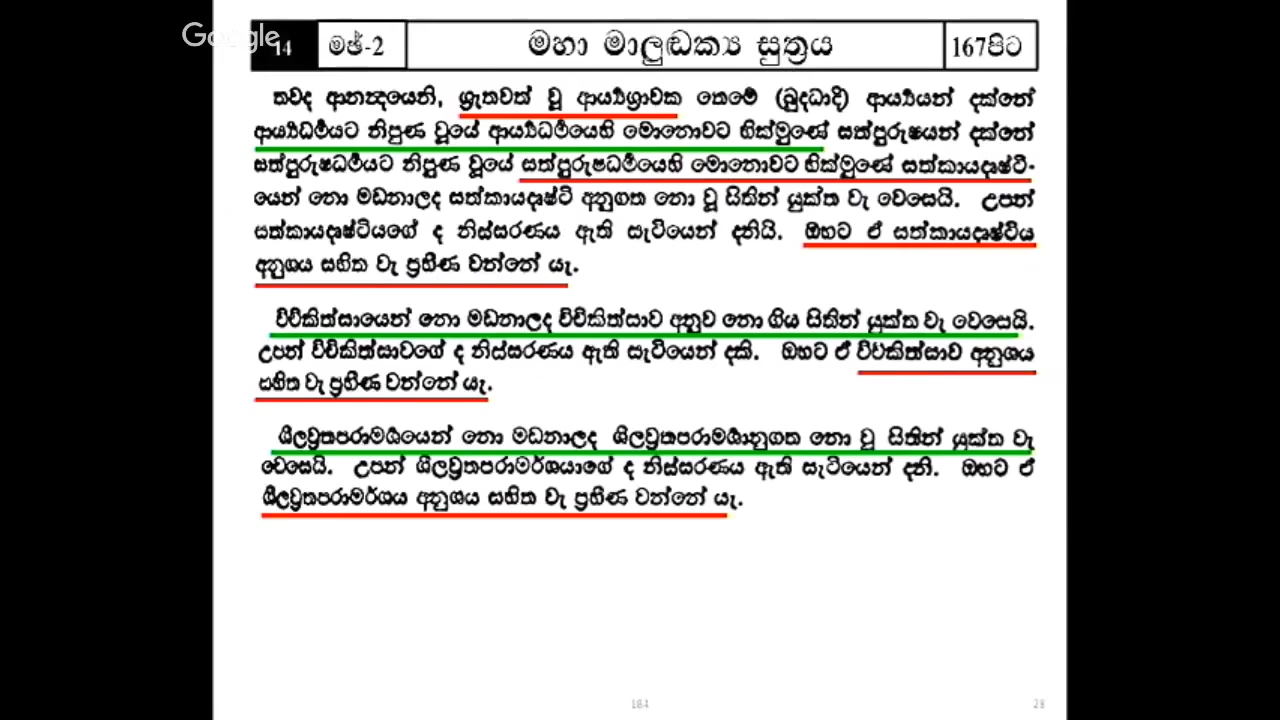 Google
14 මඡ්-2 මහා මාලුඬක්‍ය සුත්‍රය 167පිට
තවද ආනන්‍දයෙනි, ශ්‍රැතවත් වූ ආර්‍ය්‍යශ්‍රාවක තෙමේ (බුද්‍ධාදී) ආර්‍ය්‍යයන් දක්නේ
ආර්‍ය්‍යධර්‍මයට නිපුණ වූයේ ආර්‍ය්‍යධර්‍මයෙහි මොනොවට හික්මුණේ සත්පුරුෂයන් දක්නේ
සත්පුරුෂධර්‍මයට නිපුණ වූයේ සත්පුරුෂධර්‍මයෙහි මොනොවට හික්මුණේ සත්කායදෘෂ්ටි-
යෙන් නො මඩනාලද සත්කායදෘෂ්ටි අනුගත නො වූ සිතින් යුක්ත වැ වෙසෙයි. උපන්
සත්කායදෘෂ්ටියගේ ද නිස්සරණය ඇති සැටියෙන් දනියි. ඔහට ඒ සත්කායදෘෂ්ටිය
අනුශය සහිත වැ ප්‍රහීණ වන්නේ යැ.
විචිකිත්සායෙන් නො මඩනාලද විචිකිත්සාව අනුව නො ගිය සිතින් යුක්ත වැ වෙසෙයි.
උපන් විචිකිත්සාවගේ ද නිස්සරණය ඇති සැටියෙන් දකී. ඔහට ඒ විචිකිත්සාව අනුශය
සහිත වැ ප්‍රහීණ වන්නේ යැ.
ශීලව්‍රතපරාමර්‍ශයෙන් නො මඩනාලද ශීලව්‍රතපරාමර්‍ශානුගත නො වූ සිතින් යුක්ත වැ
වෙසෙයි. උපන් ශීලව්‍රතපරාමර්ශයාගේ ද නිස්සරණය ඇති සැටියෙන් දනී. ඔහට ඒ
ශීලව්‍රතපරාමර්ශය අනුශය සහිත වැ ප්‍රහීණ වන්නේ යැ.
184 28